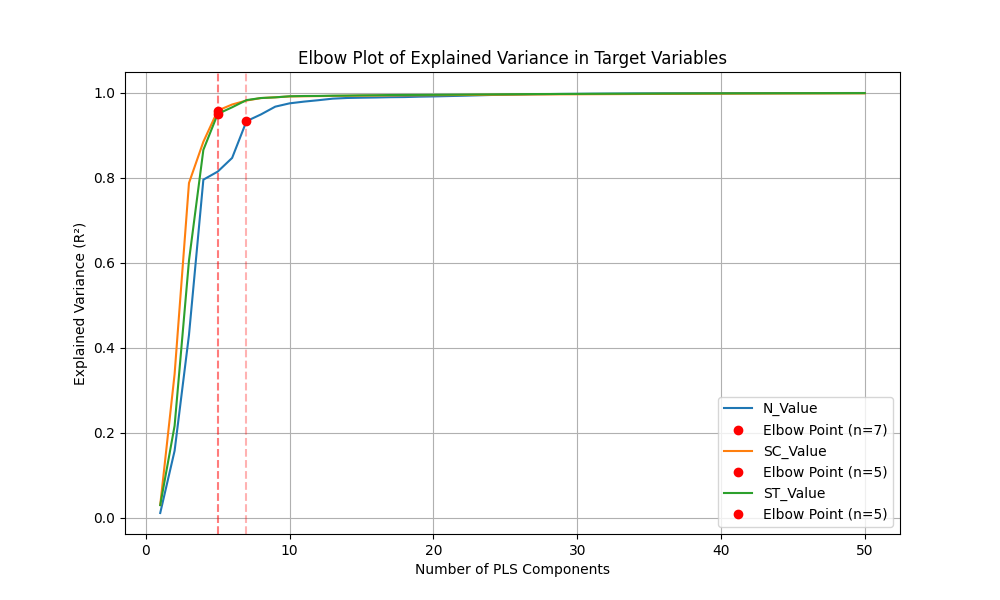 Elbow Plot of Explained Variance in Target Variables
Explained Variance (R²)
1.0
0.8
0.6
0.4
0.2
0.0
N_Value
Elbow Point (n=7)
SC_Value
Elbow Point (n=5)
ST_Value
Elbow Point (n=5)
0 10 20 30 40 50
Number of PLS Components